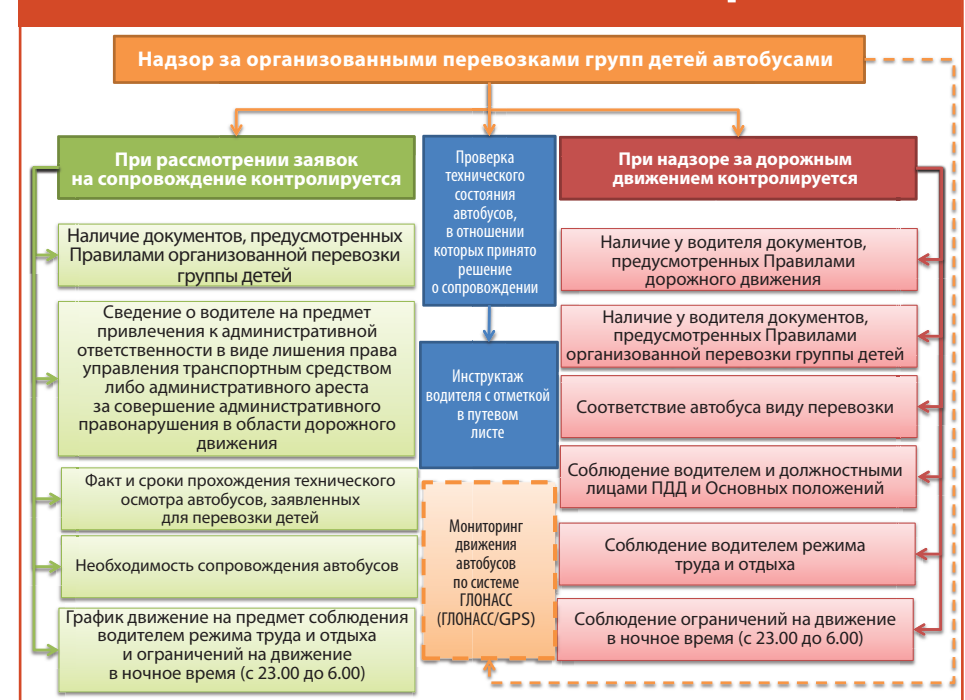 Надзор за организованными перевозками групп детей автобусами
При рассмотрении заявок
на сопровождение контролируется
Наличие документов, предусмотренных
Правилами организованной перевозки
группы детей
Сведение о водителе на предмет
привлечения к административной
ответственности в виде лишения права
управления транспортным средством
либо административного ареста
за совершение административного
правонарушения в области дорожного
движения
Факт и сроки прохождения технического
осмотра автобусов, заявленных
для перевозки детей
Необходимость сопровождения автобусов
График движение на предмет соблюдения
водителем режима труда и отдыха
и ограничений на движение
в ночное время (с 23.00 до 6.00)
Проверка
технического
состояния
автобусов,
в отношении
которых принято
решение
о сопровождении
Инструктаж
водителя с отметкой
в путевом
листе
Мониторинг
движения
автобусов
по системе
ГЛОНАСС
(ГЛОНАСС/GPS)
При надзоре за дорожным
движением контролируется
Наличие у водителя документов,
предусмотренных Правилами
дорожного движения
Наличие у водителя документов,
предусмотренных Правилами
организованной перевозки группы детей
Соответствие автобуса виду перевозки
Соблюдение водителем и должностными
лицами ПДД и Основных положений
Соблюдение водителем режима
труда и отдыха
Соблюдение ограничений на движение
в ночное время (с 23.00 до 6.00)